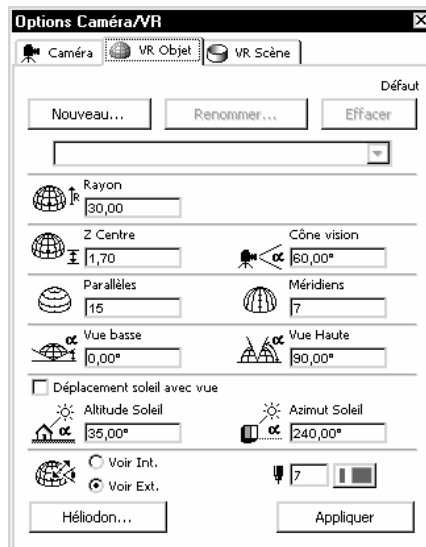 Options Caméra/VR
Caméra VR Objet VR Scène
Défaut
Nouveau... Renommer... Effacer
Rayon
R 30,00
Z Centre Cône vision
1,70 α 60,00°
Parallèles Méridiens
15 7
α Vue basse α Vue Haute
0,00° 90,00°
Déplacement soleil avec vue
Altitude Soleil Azimut Soleil
α 35,00° α 240,00°
Voir Int.
7
Voir Ext.
Héliodon... Appliquer